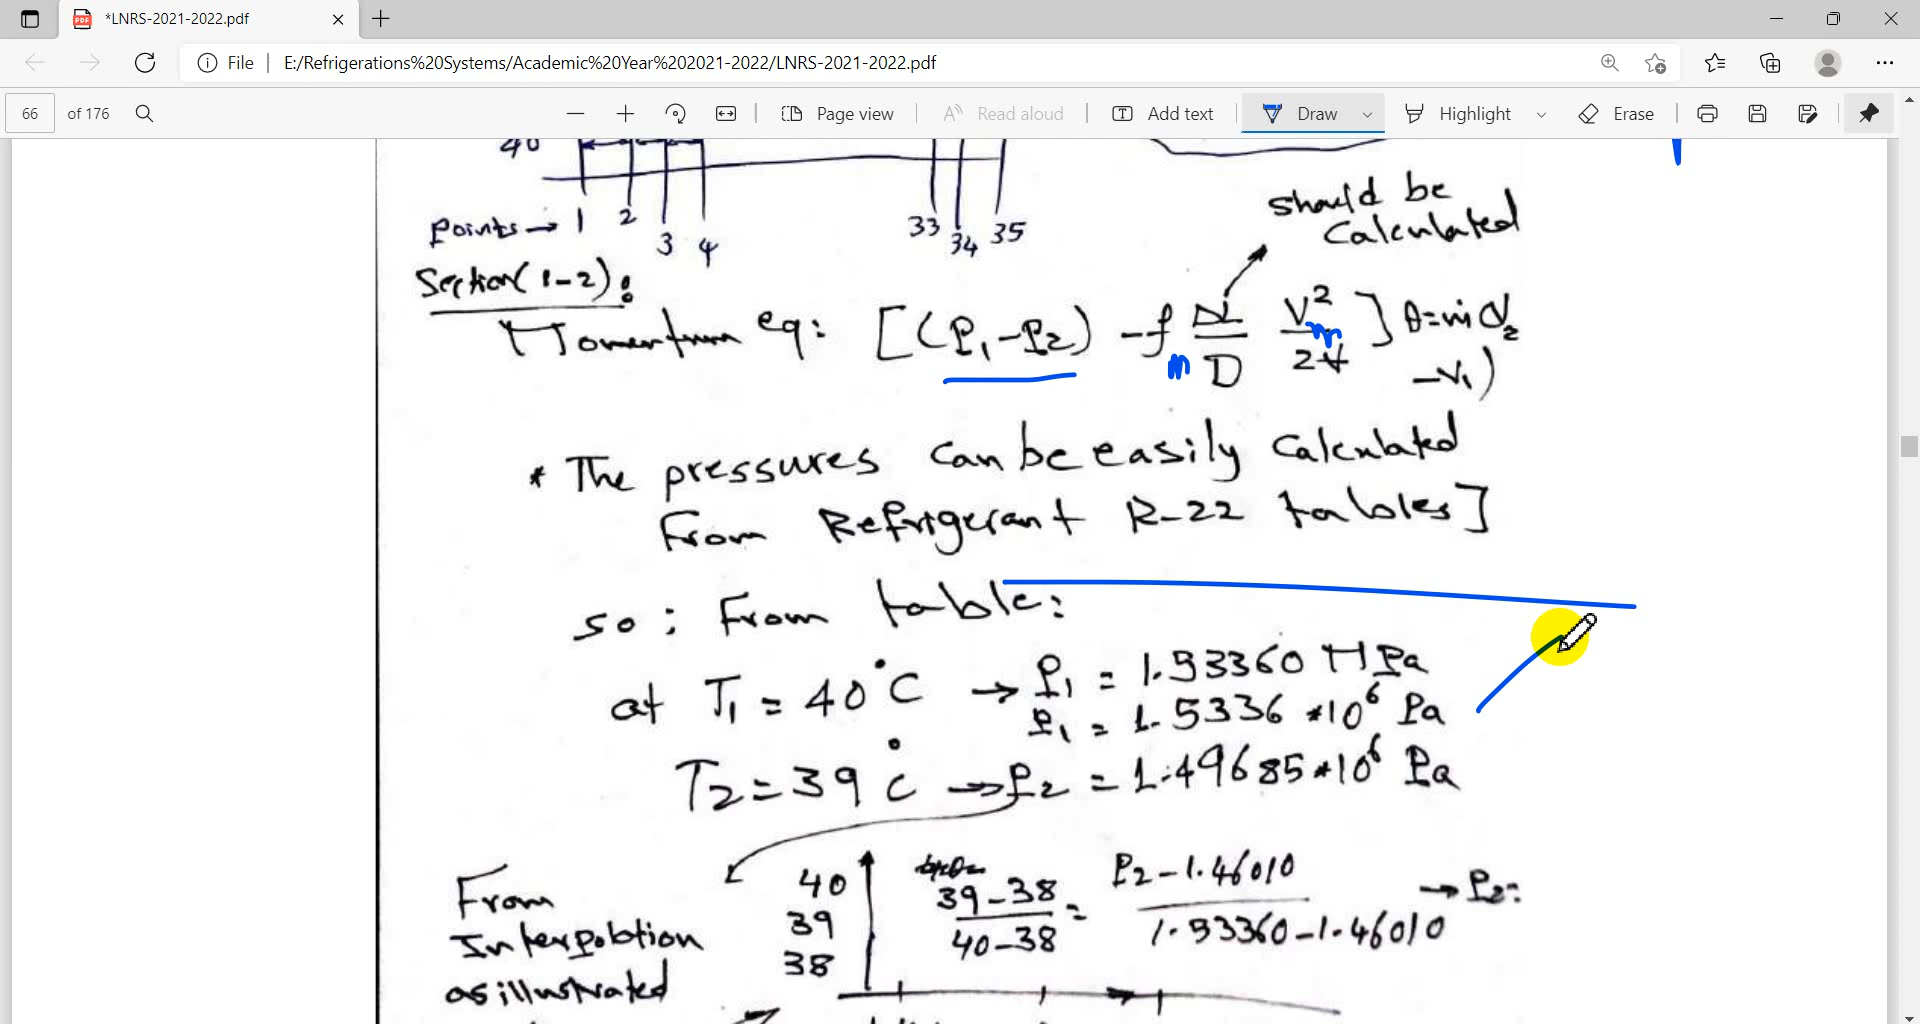 *LNRS-2021-2022.pdf
File | E:/Refrigerations%20Systems/Academic%20Year%202021-2022/LNRS-2021-2022.pdf
66 of 176 Page view Read aloud Add text Draw Highlight Erase
40
Points → 1 2 3 4 33 34 35
should be
calculated
Section (1-2):
Momentum eq: [(P₁-P₂) -f m ΔL/D V²m/2v] A=ṁ(V₂
-V₁)
* The pressures can be easily calculated
From Refrigerant R-22 tables]
so: From table:
at T₁ = 40°C → P₁ = 1.53360 MPa
P₁ = 1.5336 *10⁶ Pa
T₂ = 39°C → P₂ = 1.49685*10⁶ Pa
From
Interpolation
as illustrated
40
39
38
39-38/40-38 = P₂-1.46010/1.53360-1.46010 → P₂: